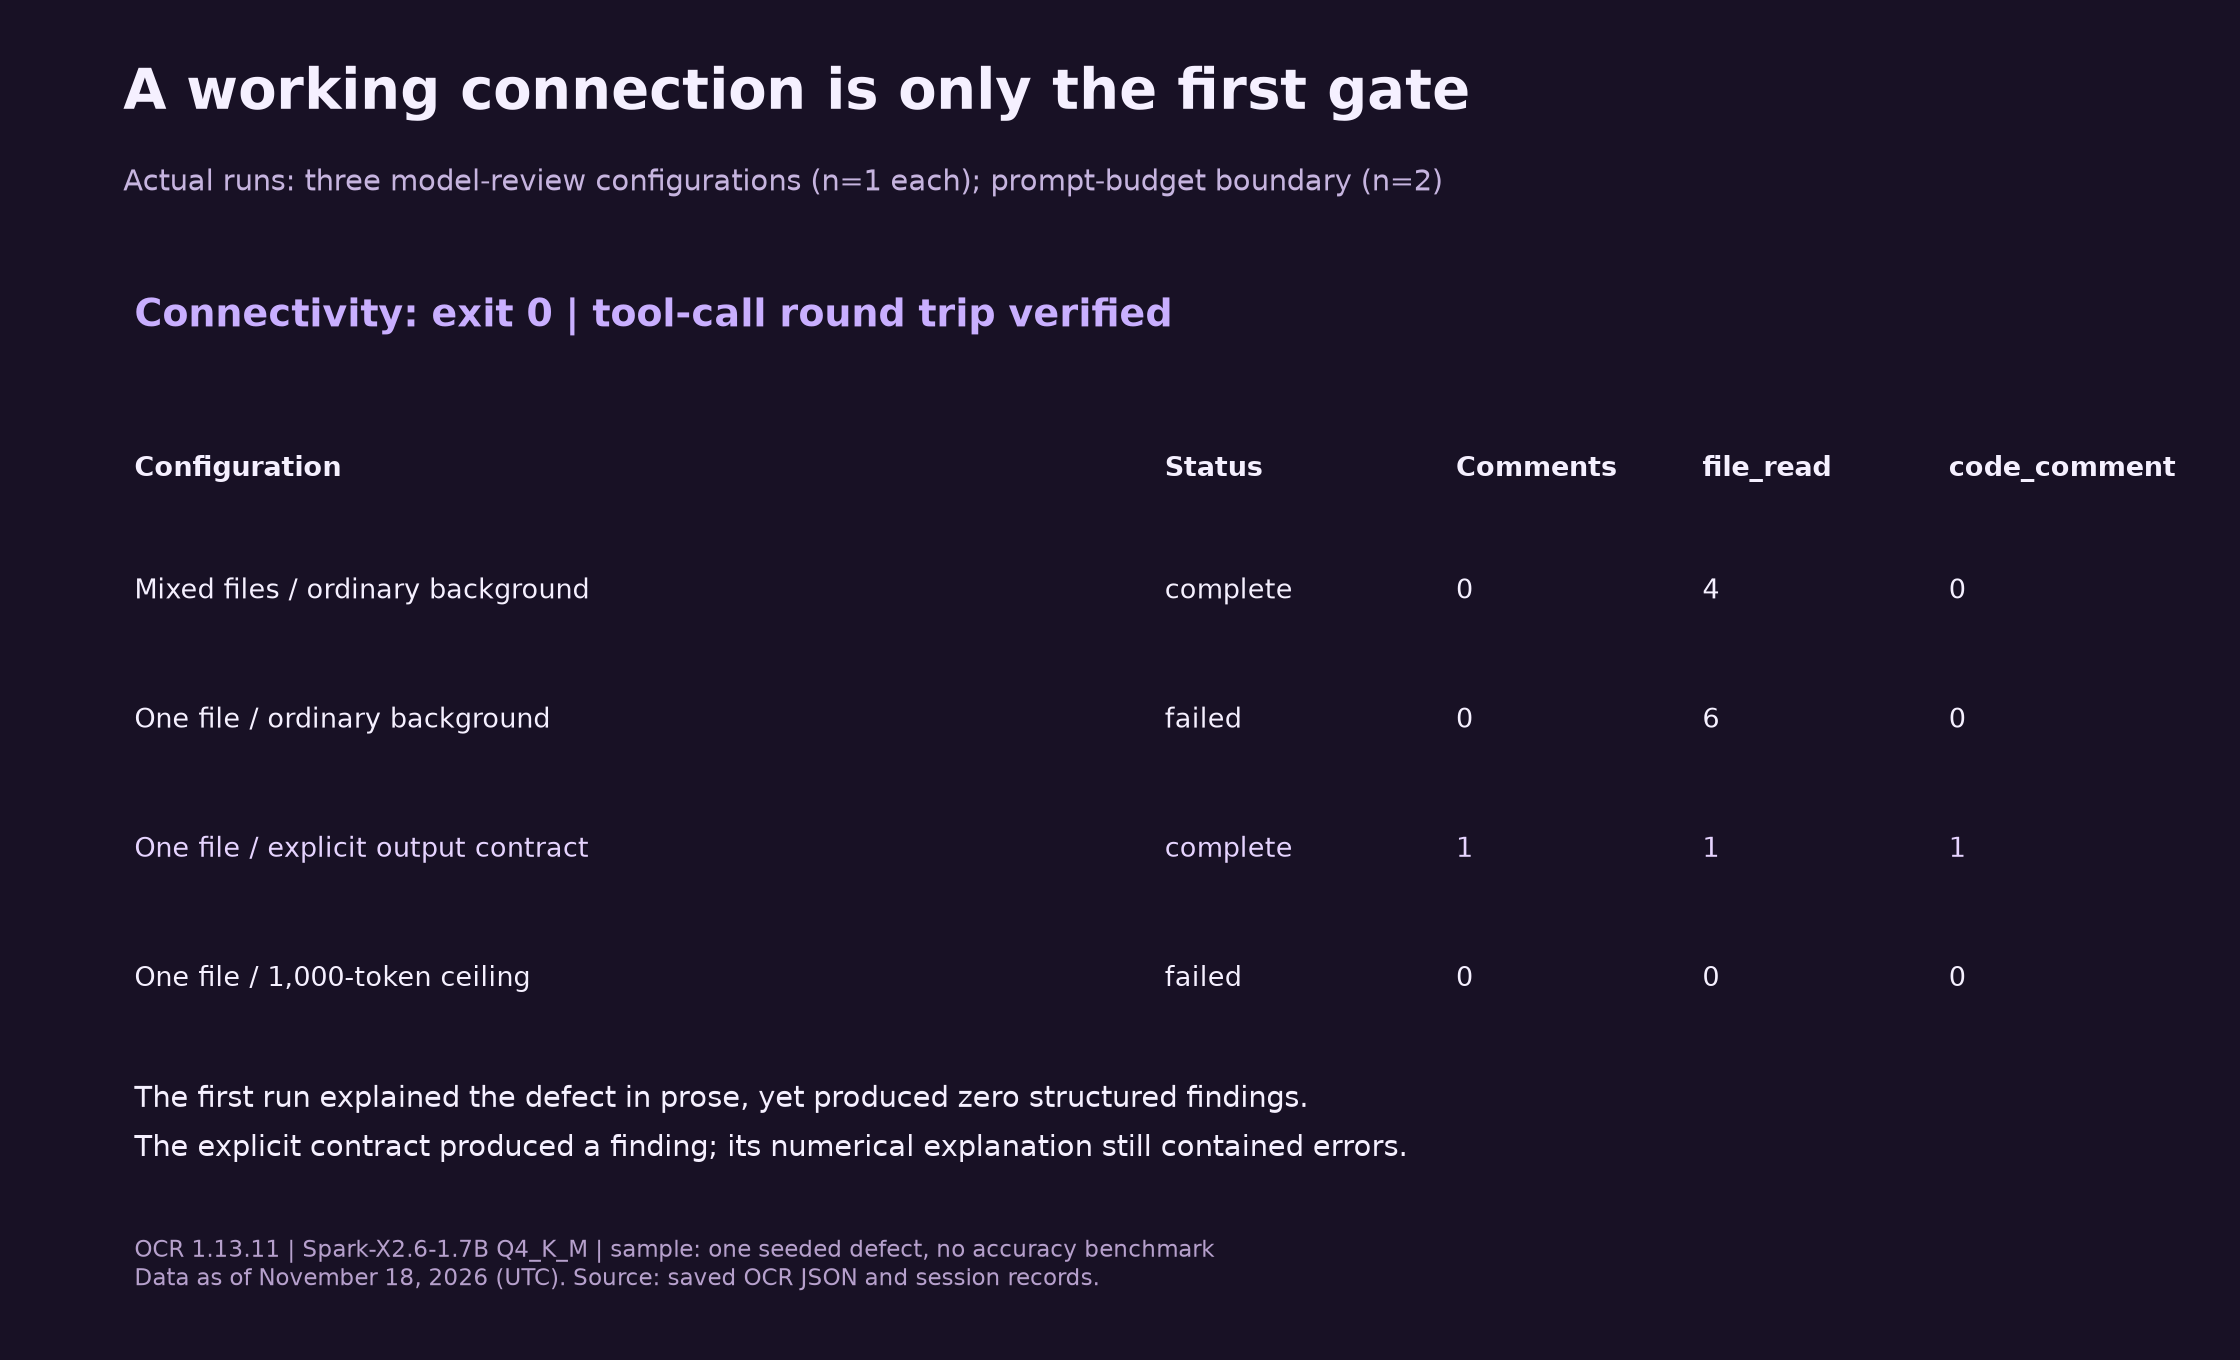 A working connection is only the first gate
Actual runs: three model-review configurations (n=1 each); prompt-budget boundary (n=2)
Connectivity: exit 0 | tool-call round trip verified
Configuration Status Comments file_read code_comment
Mixed files / ordinary background complete 0 4 0
One file / ordinary background failed 0 6 0
One file / explicit output contract complete 1 1 1
One file / 1,000-token ceiling failed 0 0 0
The first run explained the defect in prose, yet produced zero structured findings.
The explicit contract produced a finding; its numerical explanation still contained errors.
OCR 1.13.11 | Spark-X2.6-1.7B Q4_K_M | sample: one seeded defect, no accuracy benchmark
Data as of November 18, 2026 (UTC). Source: saved OCR JSON and session records.